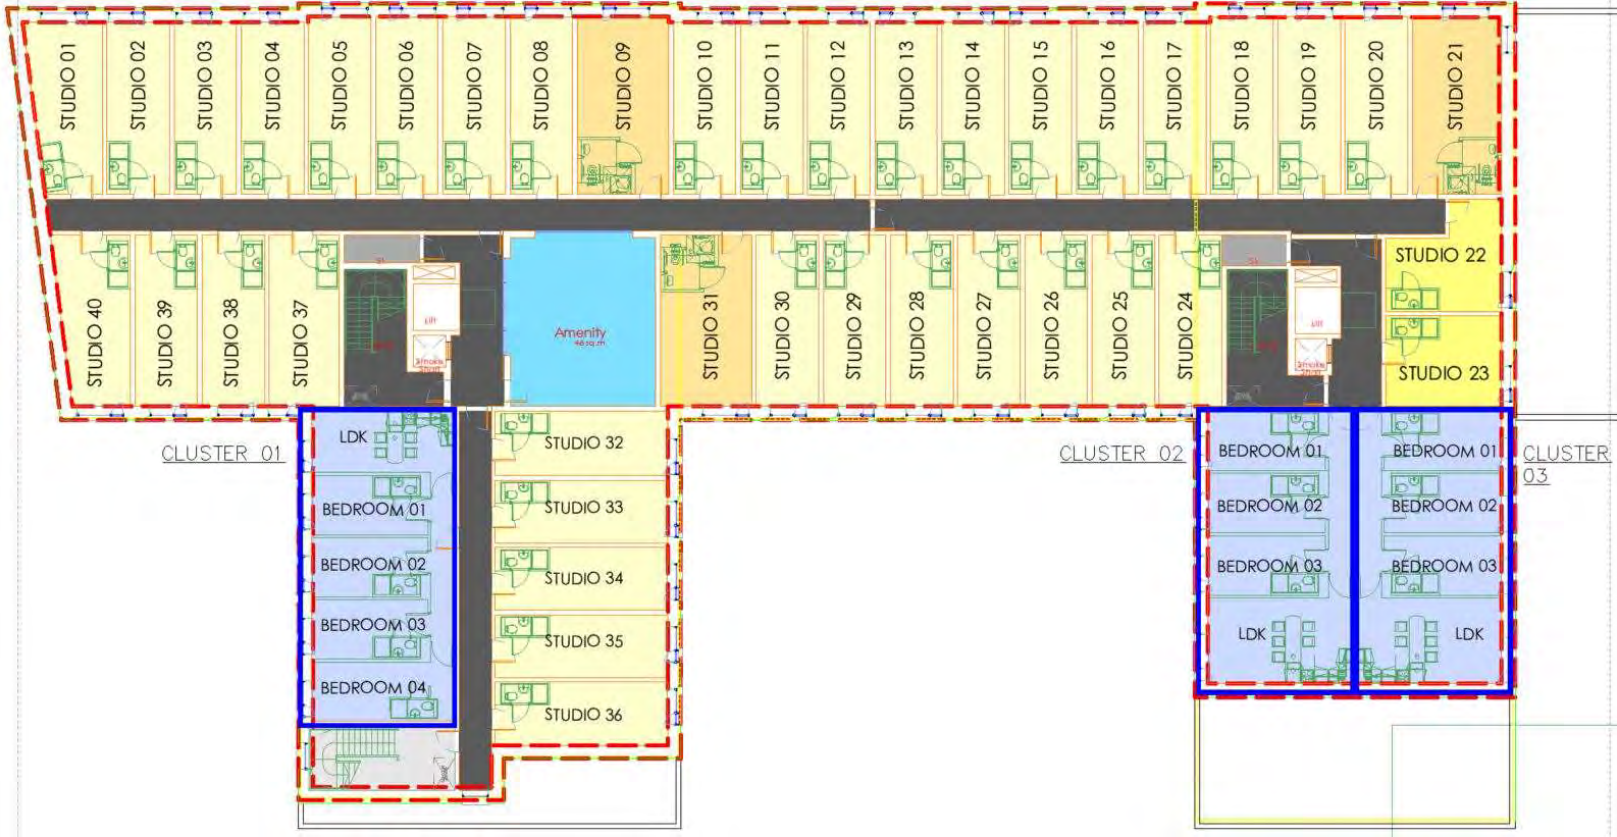 STUDIO 01
STUDIO 02
STUDIO 03
STUDIO 04
STUDIO 05
STUDIO 06
STUDIO 07
STUDIO 08
STUDIO 09
STUDIO 10
STUDIO 11
STUDIO 12
STUDIO 13
STUDIO 14
STUDIO 15
STUDIO 16
STUDIO 17
STUDIO 18
STUDIO 19
STUDIO 20
STUDIO 21
STUDIO 40
STUDIO 39
STUDIO 38
STUDIO 37
Lift
Smoke
Shaft
Amenity
46 sq.m
STUDIO 31
STUDIO 30
STUDIO 29
STUDIO 28
STUDIO 27
STUDIO 26
STUDIO 25
STUDIO 24
Lift
Smoke
Shaft
STUDIO 22
STUDIO 23
CLUSTER 01
LDK
BEDROOM 01
BEDROOM 02
BEDROOM 03
BEDROOM 04
STUDIO 32
STUDIO 33
STUDIO 34
STUDIO 35
STUDIO 36
CLUSTER 02
BEDROOM 01
BEDROOM 02
BEDROOM 03
LDK
BEDROOM 01
BEDROOM 02
BEDROOM 03
LDK
CLUSTER
03